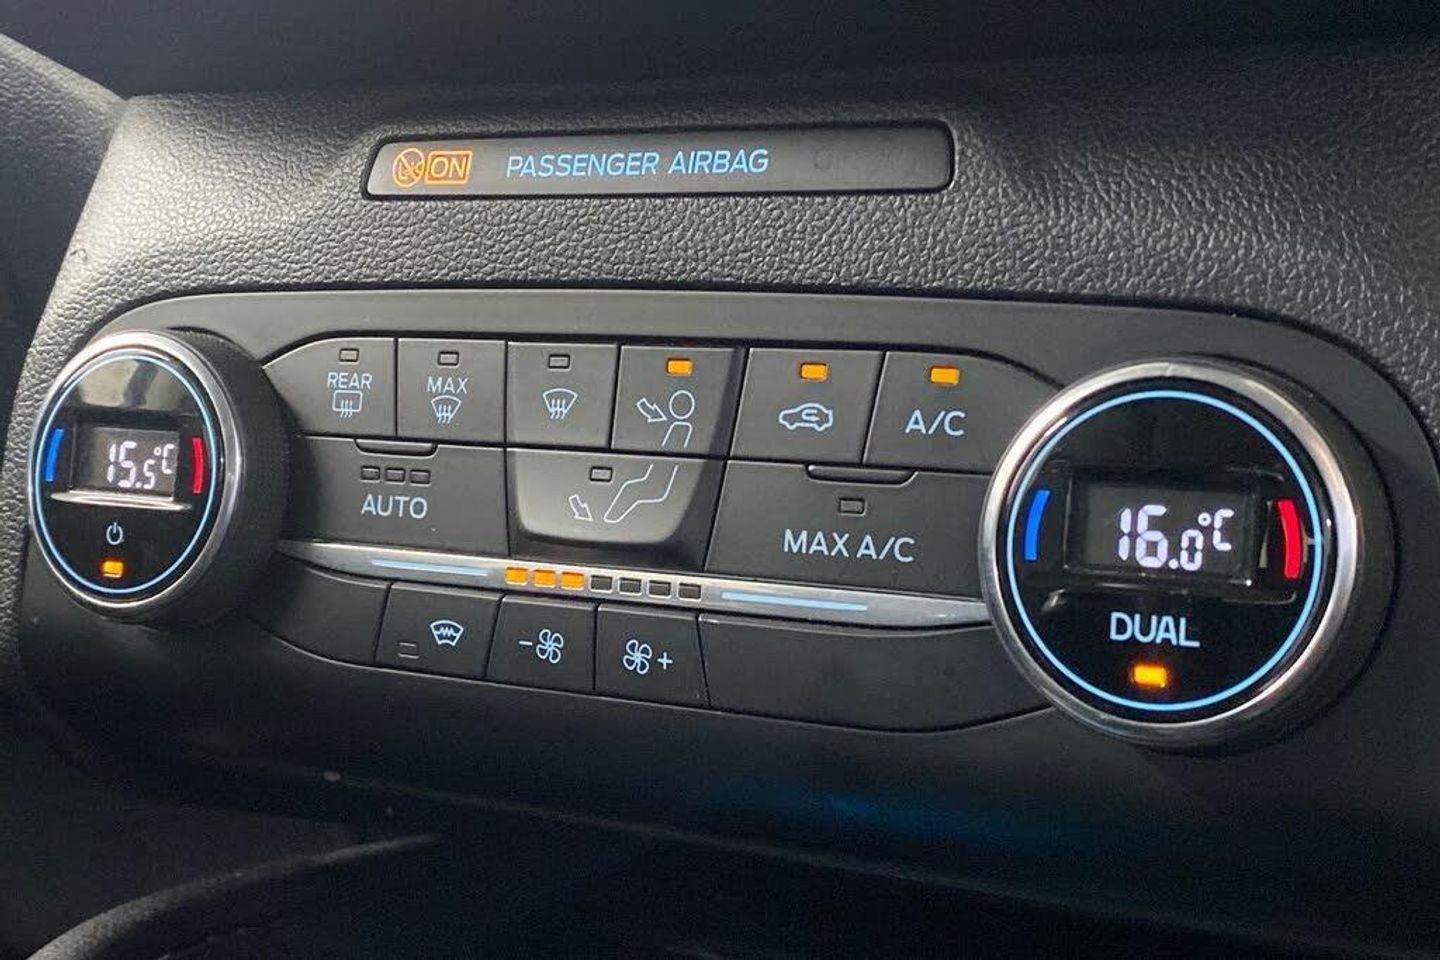 ON PASSENGER AIRBAG
REAR
MAX
A/C
AUTO
MAX A/C
15.5°C
16.0°C
DUAL
- +